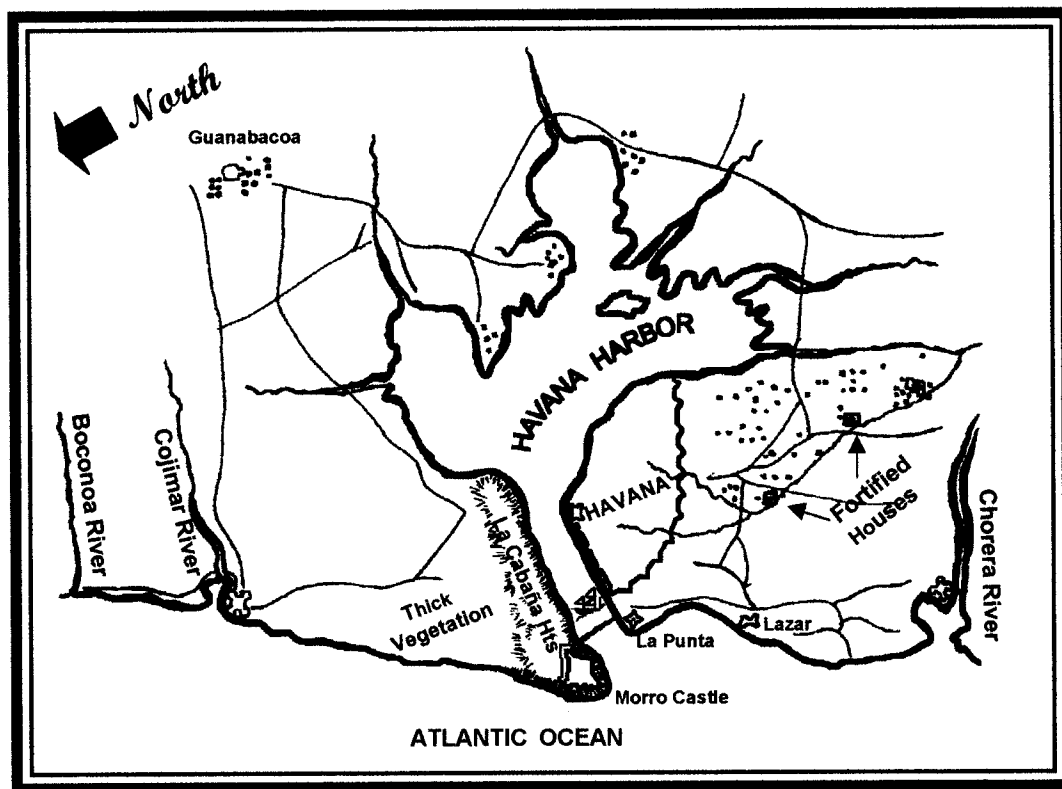 North
Guanabacoa
HAVANA HARBOR
Boconoa River
Cojimar River
HAVANA
Fortified
Houses
Chorera River
La Cabaña Hts
Thick
Vegetation
Lazar
La Punta
Morro Castle
ATLANTIC OCEAN